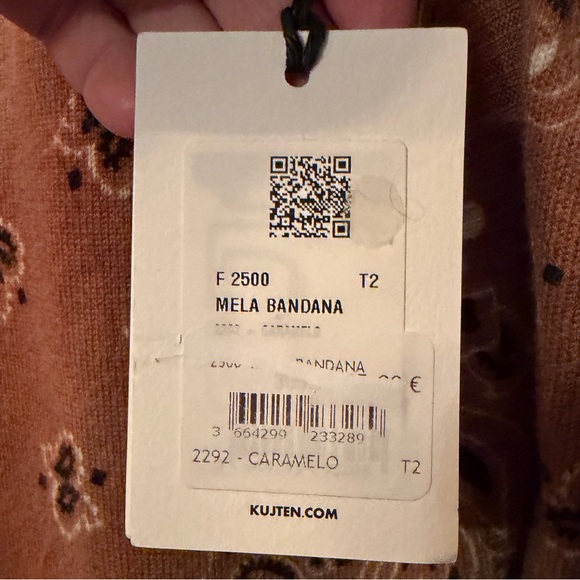 F 2500 T2
MELA BANDANA
BANDANA
€
3 664299 233289
2292 - CARAMELO T2
KUJTEN.COM